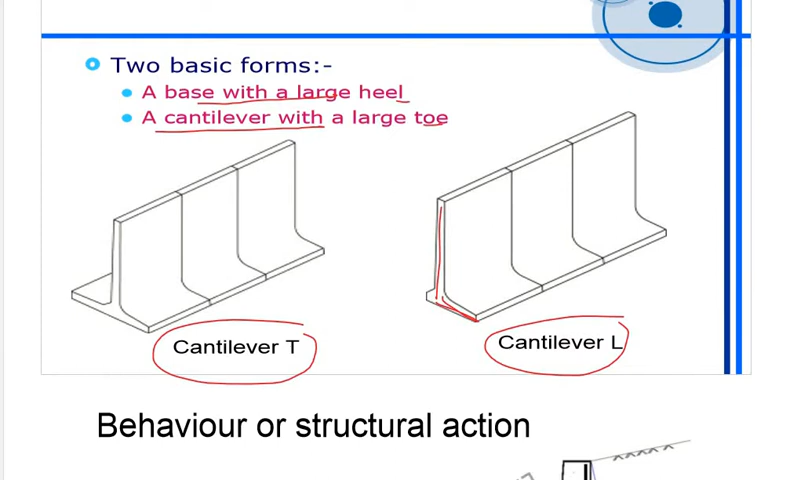 Two basic forms:-
A base with a large heel
A cantilever with a large toe
Cantilever T
Cantilever L
Behaviour or structural action